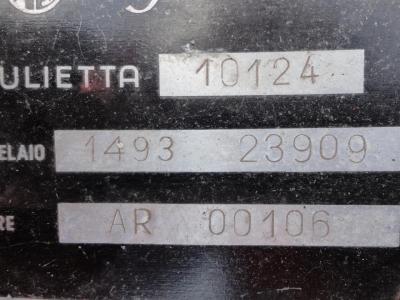 ULIETTA 10124
ELAIO 1493 23909
RE AR 00106